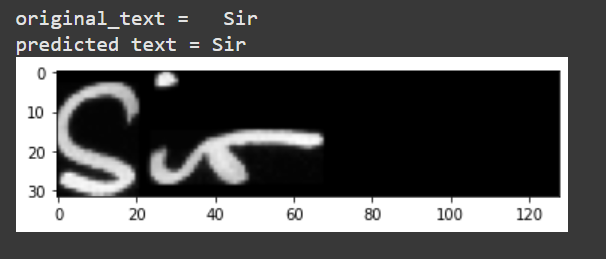 original_text =   Sir
predicted text = Sir
0
10
20
30
Sir
0 20 40 60 80 100 120